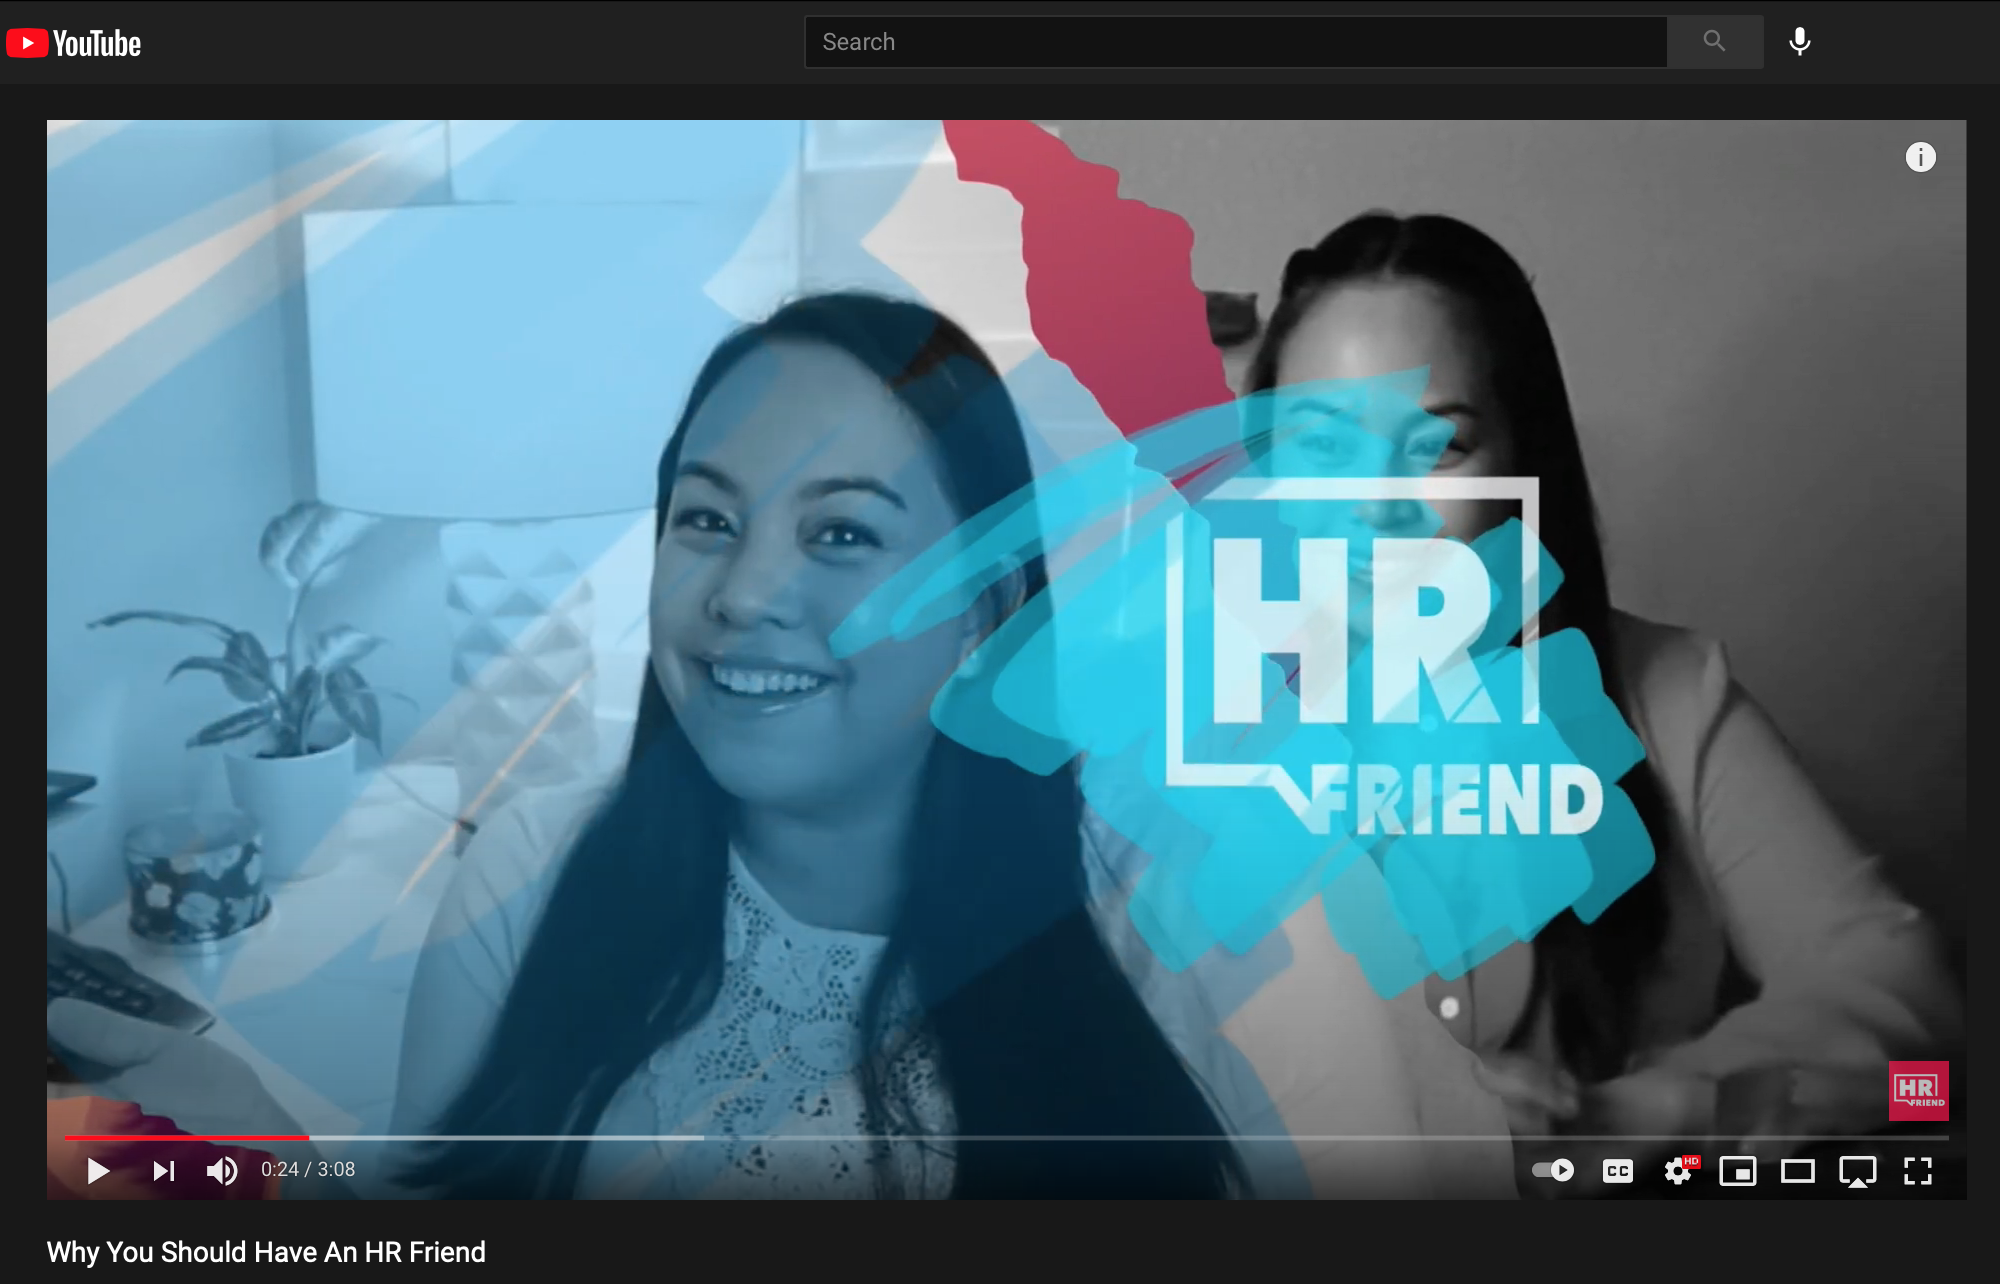 YouTube
Search
HR
FRIEND
HR
FRIEND
0:24 / 3:08
CC
HD
Why You Should Have An HR Friend